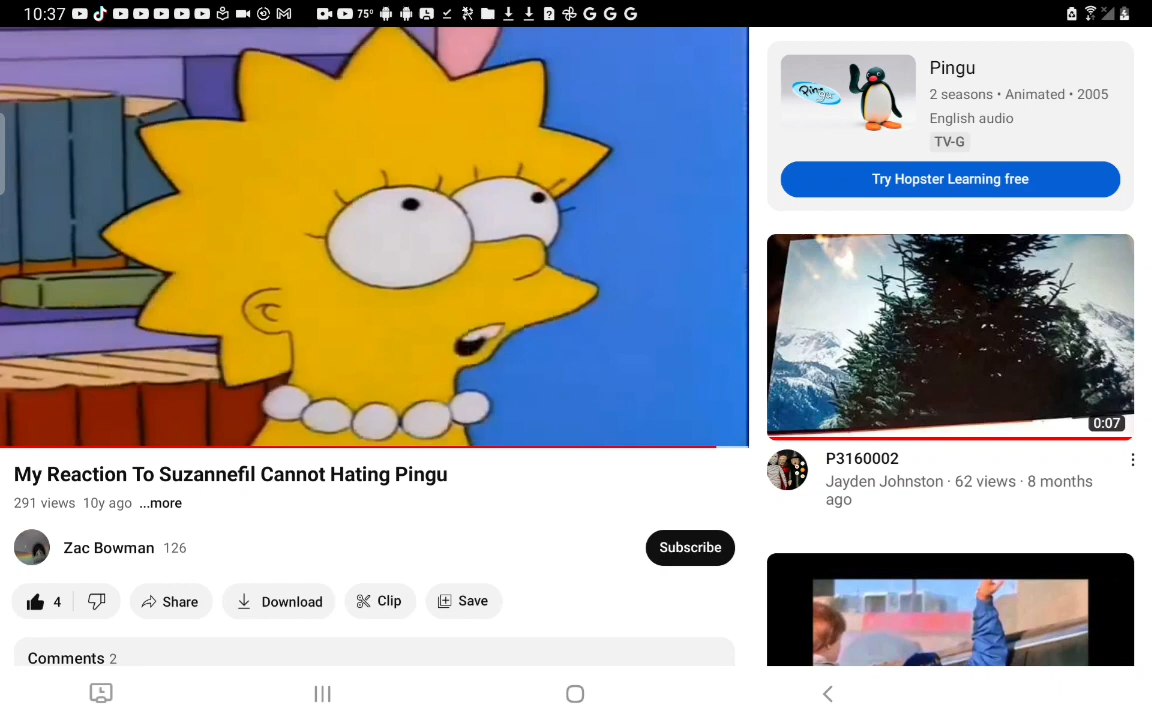 10:37
75°
Pingu
Pingu
2 seasons • Animated • 2005
English audio
TV-G
Try Hopster Learning free
0:07
P3160002
Jayden Johnston · 62 views · 8 months
ago
My Reaction To Suzannefil Cannot Hating Pingu
291 views 10y ago ...more
Zac Bowman 126
Subscribe
4
Share
Download
Clip
Save
Comments 2